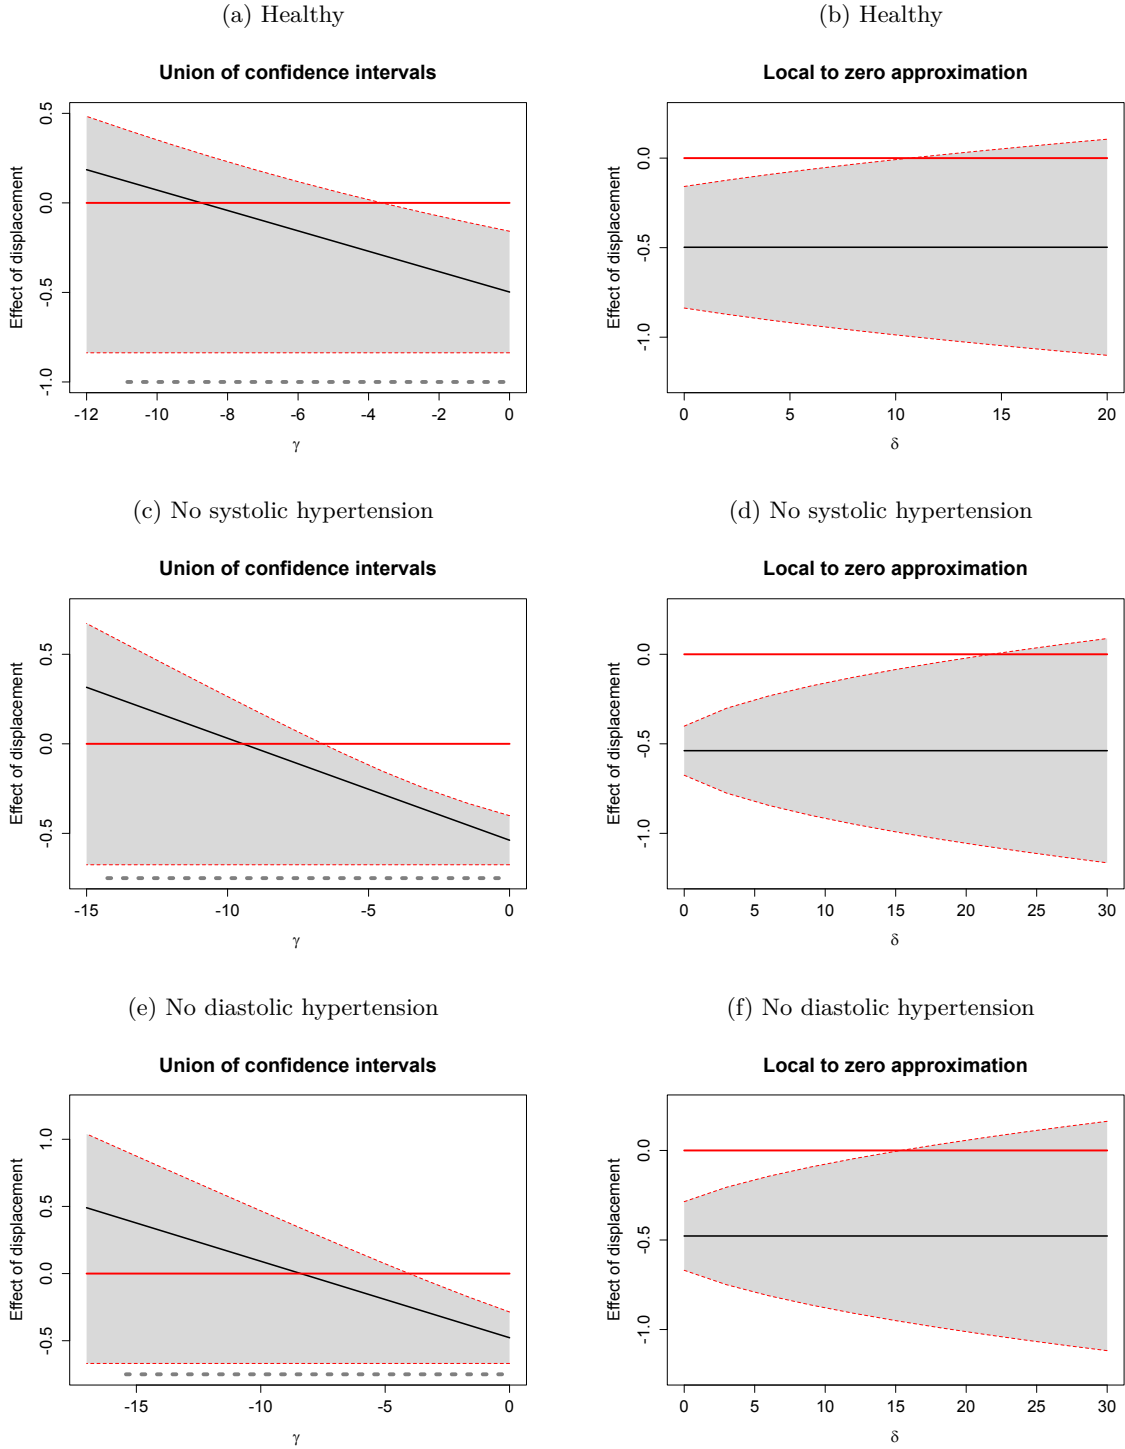 (a) Healthy
Union of confidence intervals
Effect of displacement
0.5
0.0
-0.5
-1.0
-12 -10 -8 -6 -4 -2 0
γ
(b) Healthy
Local to zero approximation
Effect of displacement
0.0
-0.5
-1.0
0 5 10 15 20
δ
(c) No systolic hypertension
Union of confidence intervals
Effect of displacement
0.5
0.0
-0.5
-15 -10 -5 0
γ
(d) No systolic hypertension
Local to zero approximation
Effect of displacement
0.0
-0.5
-1.0
0 5 10 15 20 25 30
δ
(e) No diastolic hypertension
Union of confidence intervals
Effect of displacement
1.0
0.5
0.0
-0.5
-15 -10 -5 0
γ
(f) No diastolic hypertension
Local to zero approximation
Effect of displacement
0.0
-0.5
-1.0
0 5 10 15 20 25 30
δ